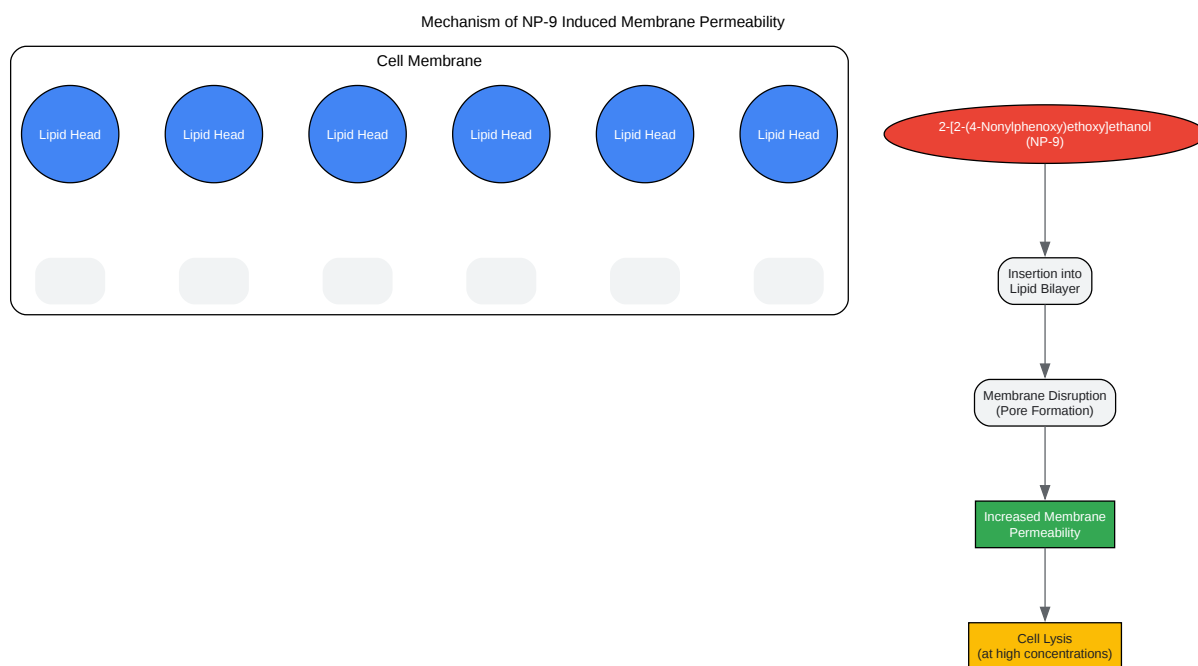 Mechanism of NP-9 Induced Membrane Permeability
Cell Membrane
Lipid Head
Lipid Head
Lipid Head
Lipid Head
Lipid Head
Lipid Head
2-[2-(4-Nonylphenoxy)ethoxy]ethanol
(NP-9)
Insertion into
Lipid Bilayer
Membrane Disruption
(Pore Formation)
Increased Membrane
Permeability
Cell Lysis
(at high concentrations)